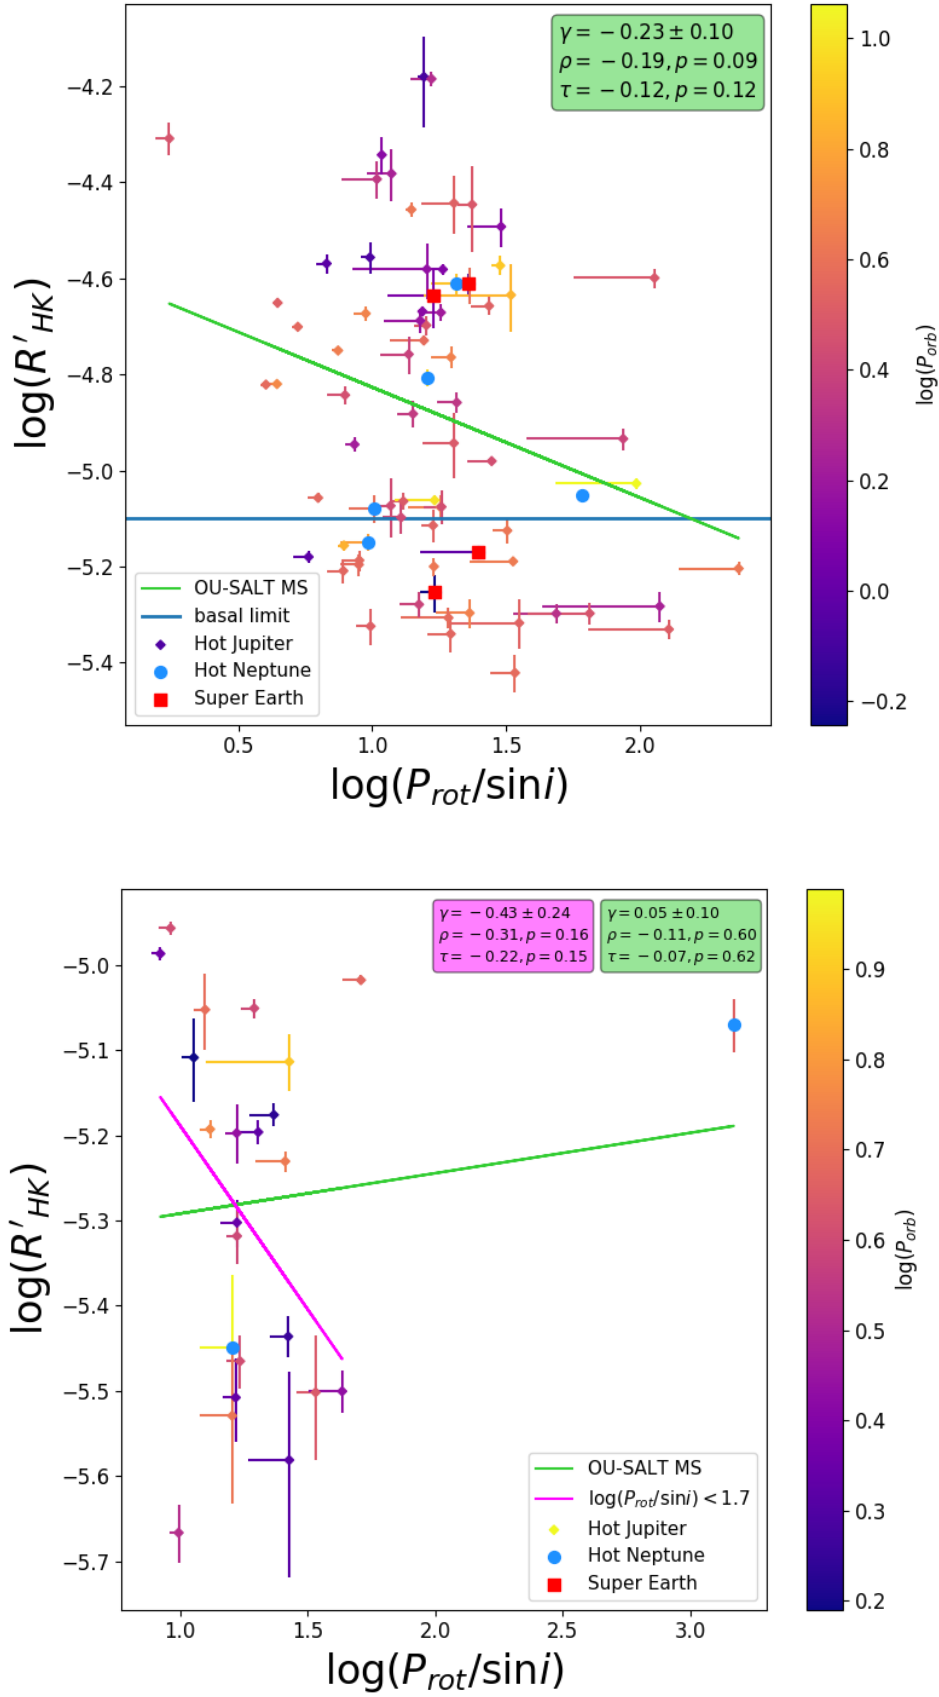 γ = −0.23 ± 0.10
ρ = −0.19, p = 0.09
τ = −0.12, p = 0.12
−4.2
−4.4
−4.6
−4.8
−5.0
−5.2
−5.4
log(R'HK)
OU-SALT MS
basal limit
Hot Jupiter
Hot Neptune
Super Earth
0.5 1.0 1.5 2.0
log(Prot/sini)
1.0
0.8
0.6
0.4
0.2
0.0
−0.2
log(Porb)
γ = −0.43 ± 0.24
ρ = −0.31, p = 0.16
τ = −0.22, p = 0.15
γ = 0.05 ± 0.10
ρ = −0.11, p = 0.60
τ = −0.07, p = 0.62
−5.0
−5.1
−5.2
−5.3
−5.4
−5.5
−5.6
−5.7
log(R'HK)
OU-SALT MS
log(Prot/sini) < 1.7
Hot Jupiter
Hot Neptune
Super Earth
1.0 1.5 2.0 2.5 3.0
log(Prot/sini)
0.9
0.8
0.7
0.6
0.5
0.4
0.3
0.2
log(Porb)